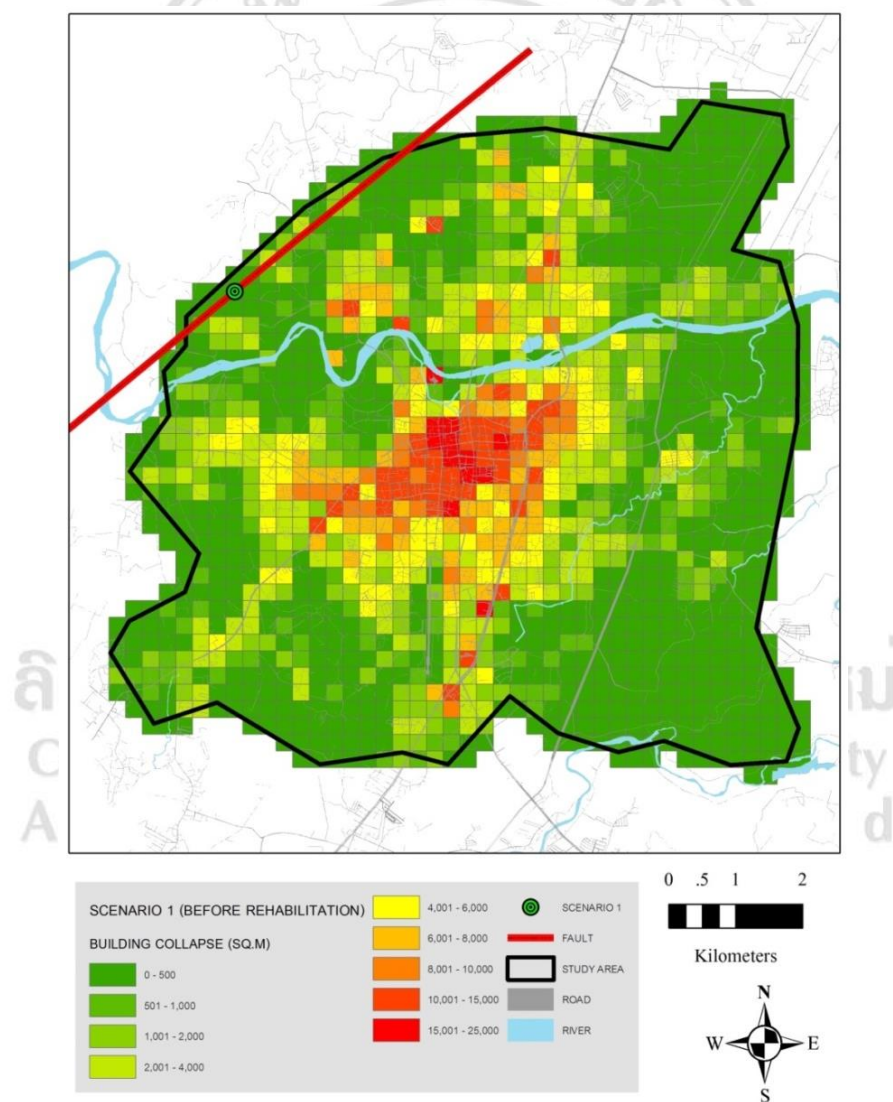 SCENARIO 1 (BEFORE REHABILITATION)
BUILDING COLLAPSE (SQ.M)
0 - 500
501 - 1,000
1,001 - 2,000
2,001 - 4,000
4,001 - 6,000
6,001 - 8,000
8,001 - 10,000
10,001 - 15,000
15,001 - 25,000
SCENARIO 1
FAULT
STUDY AREA
ROAD
RIVER
0 .5 1 2
Kilometers
N
W E
S